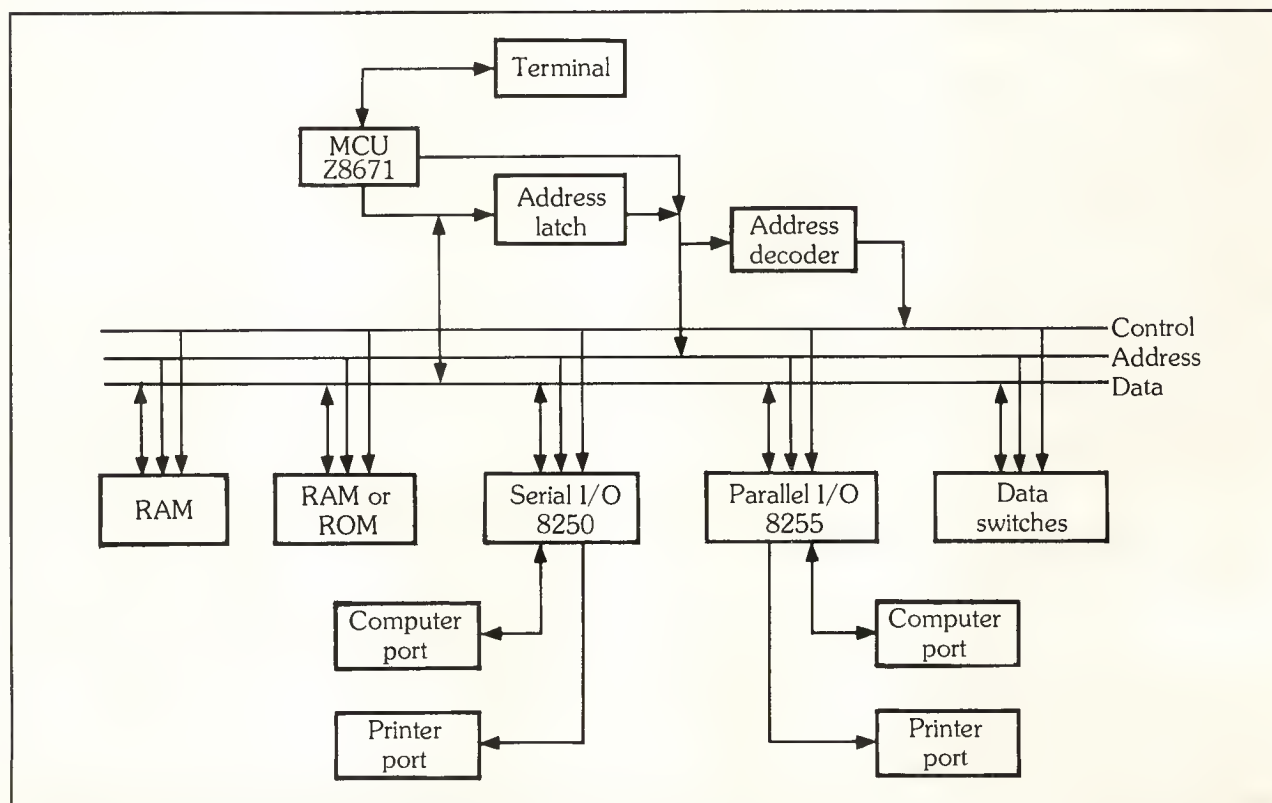 Terminal
MCU
Z8671
Address
latch
Address
decoder
Control
Address
Data
RAM
RAM or
ROM
Serial I/O
8250
Parallel I/O
8255
Data
switches
Computer
port
Computer
port
Printer
port
Printer
port